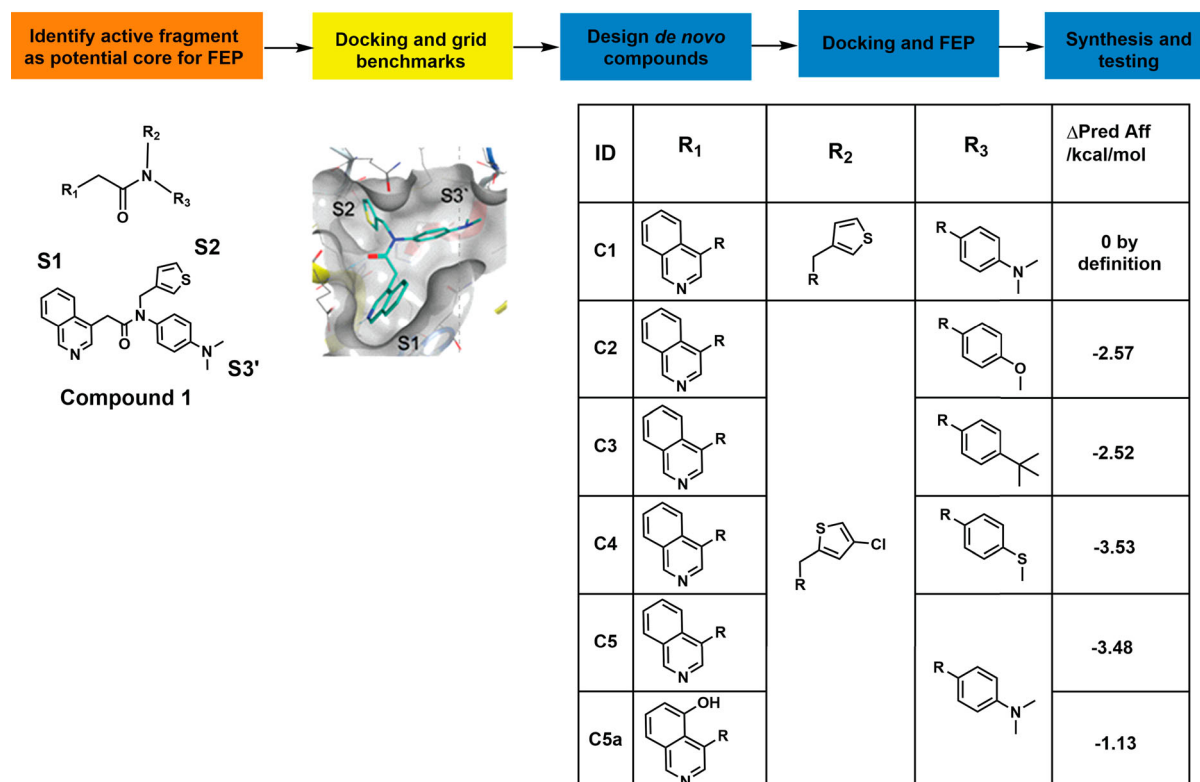 Identify active fragment
as potential core for FEP
Docking and grid
benchmarks
Design de novo
compounds
Docking and FEP
Synthesis and
testing
R2
R1
N
R3
O
S1
S2
S
N
O
N
N
S3'
Compound 1
S2
S3`
S1
ID
R1
R2
R3
ΔPred Aff
/kcal/mol
C1
R
N
S
R
R
N
0 by
definition
C2
R
N
R
O
-2.57
C3
R
N
R
-2.52
C4
R
N
S
Cl
R
R
S
-3.53
C5
R
N
-3.48
R
N
C5a
OH
R
N
-1.13